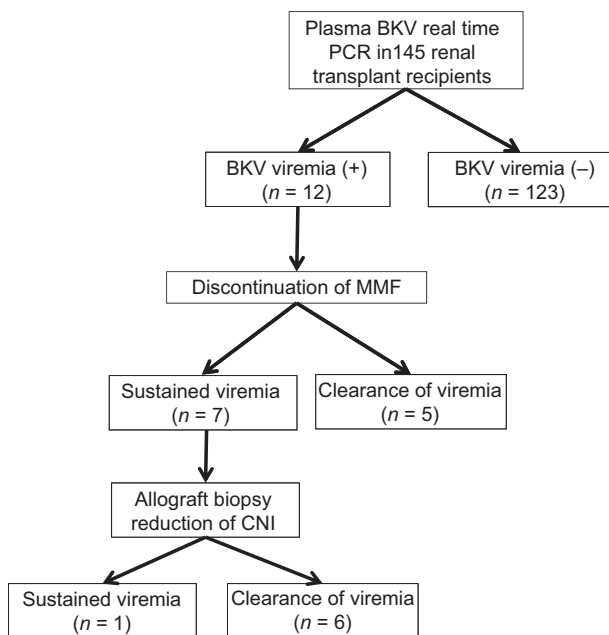 Plasma BKV real time
PCR in145 renal
transplant recipients
BKV viremia (+)
(n = 12)
BKV viremia (–)
(n = 123)
Discontinuation of MMF
Sustained viremia
(n = 7)
Clearance of viremia
(n = 5)
Allograft biopsy
reduction of CNI
Sustained viremia
(n = 1)
Clearance of viremia
(n = 6)